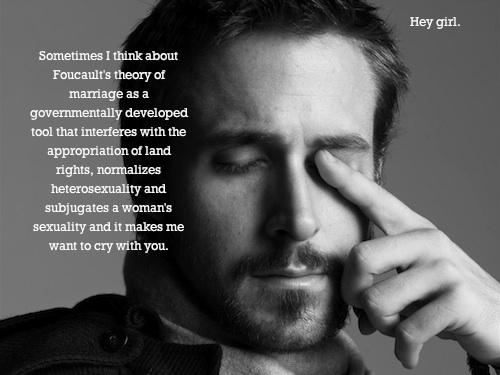 Hey girl.
Sometimes I think about
Foucault's theory of
marriage as a
governmentally developed
tool that interferes with the
appropriation of land
rights, normalizes
heterosexuality and
subjugates a woman's
sexuality and it makes me
want to cry with you.